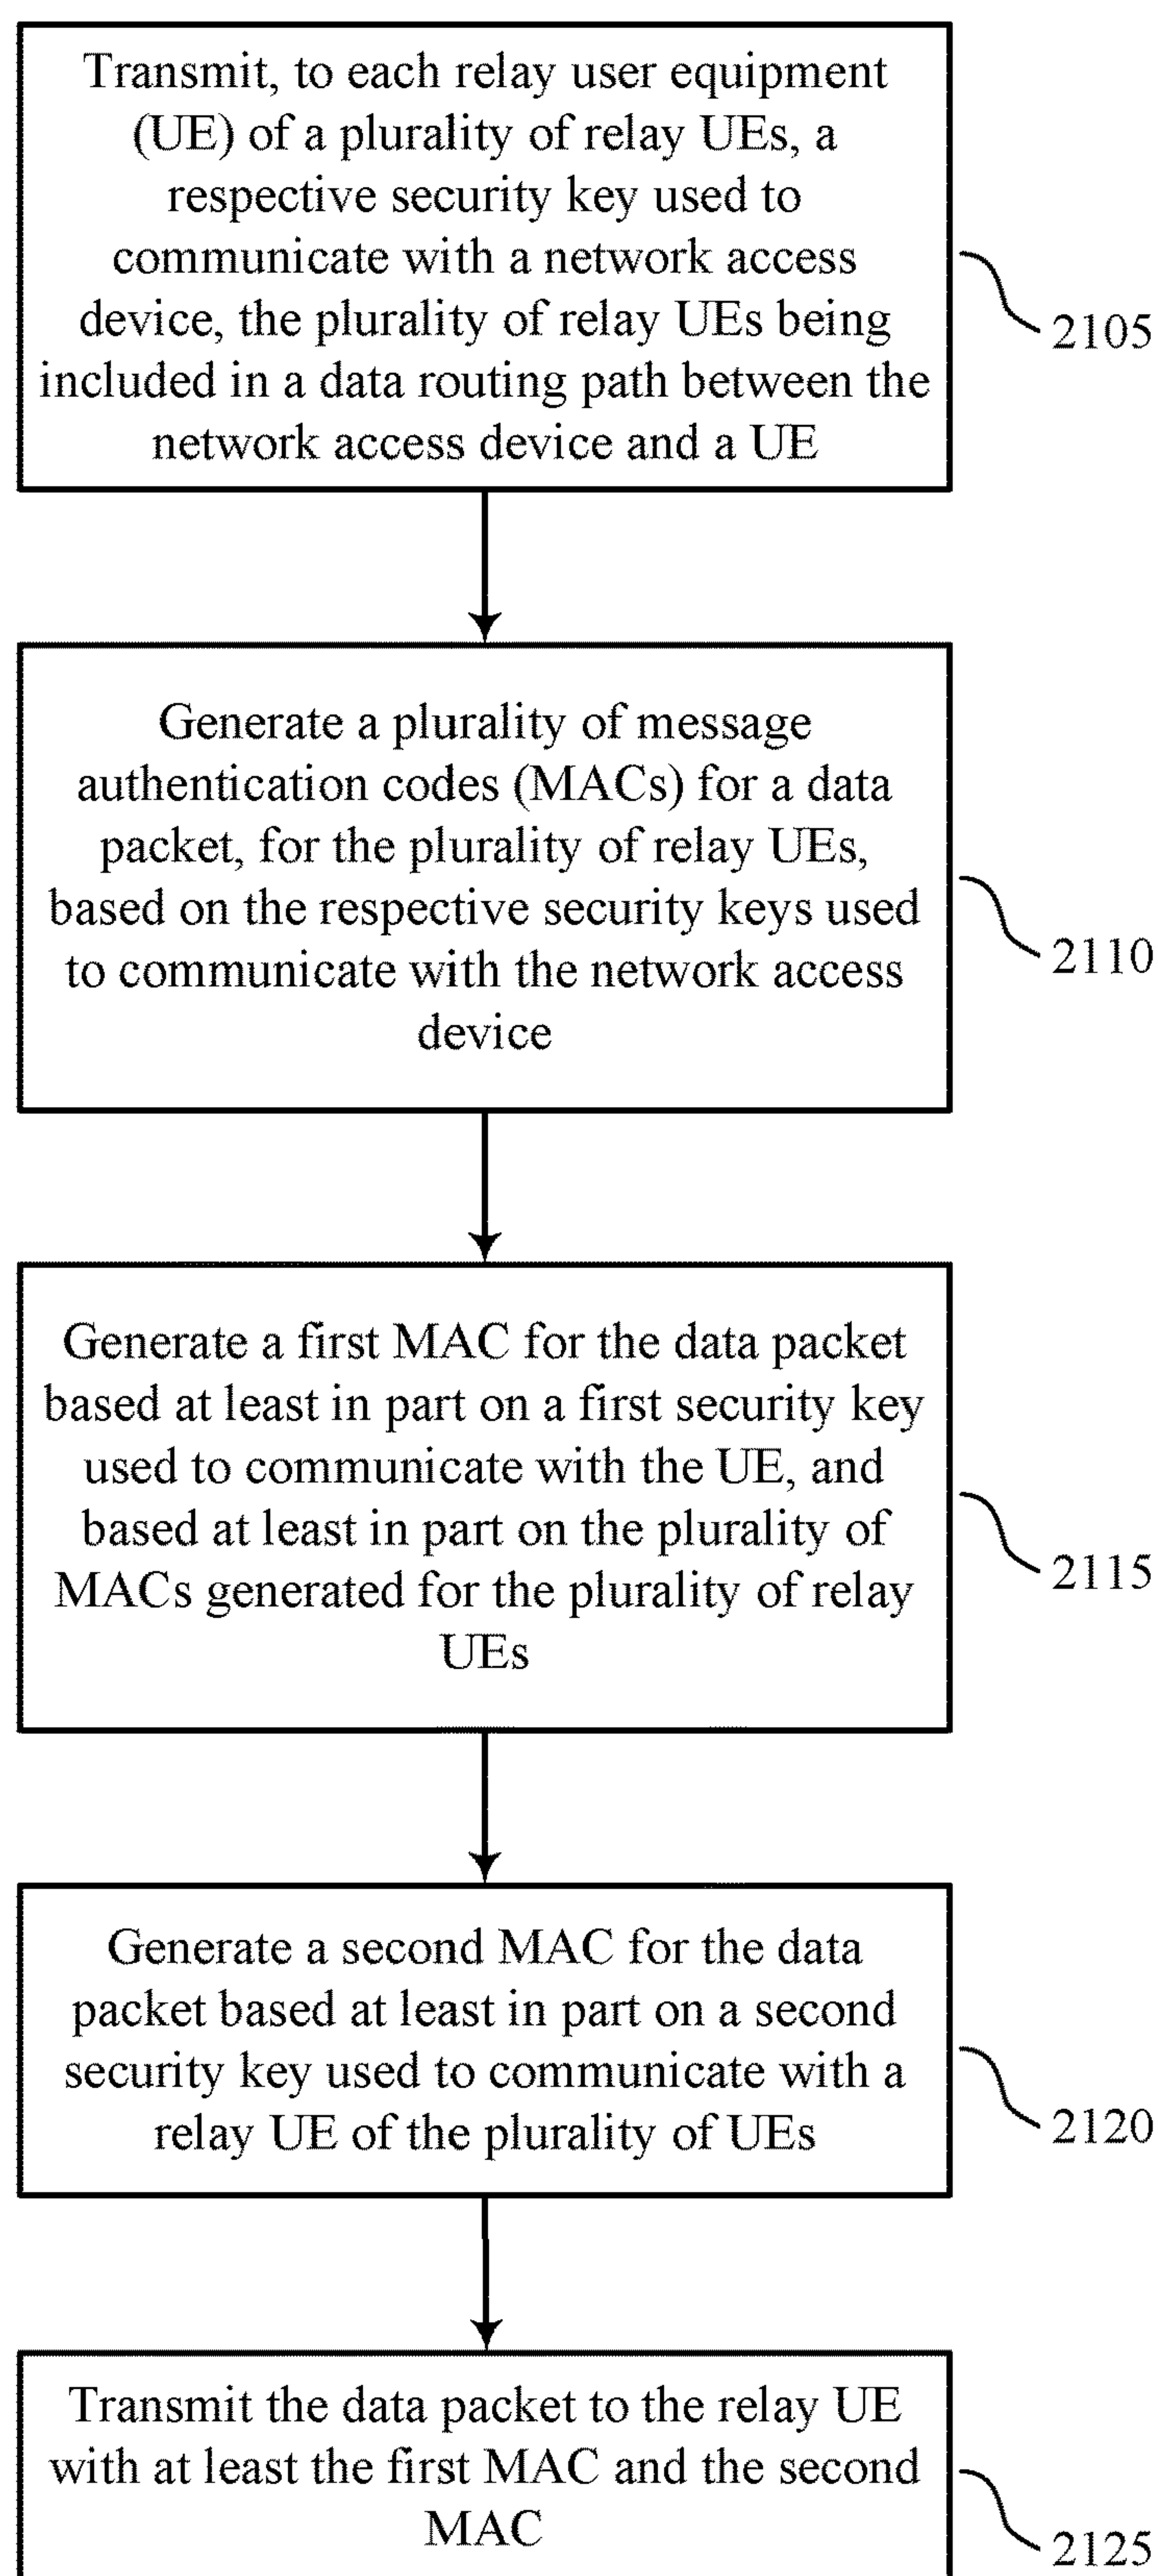 Transmit, to each relay user equipment
(UE) of a plurality of relay UEs, a
respective security key used to
communicate with a network access
device, the plurality of relay UEs being
included in a data routing path between the
network access device and a UE
2105
Generate a plurality of message
authentication codes (MACs) for a data
packet, for the plurality of relay UEs,
based on the respective security keys used
to communicate with the network access
device
2110
Generate a first MAC for the data packet
based at least in part on a first security key
used to communicate with the UE, and
based at least in part on the plurality of
MACs generated for the plurality of relay
UEs
2115
Generate a second MAC for the data
packet based at least in part on a second
security key used to communicate with a
relay UE of the plurality of UEs
2120
Transmit the data packet to the relay UE
with at least the first MAC and the second
MAC
2125